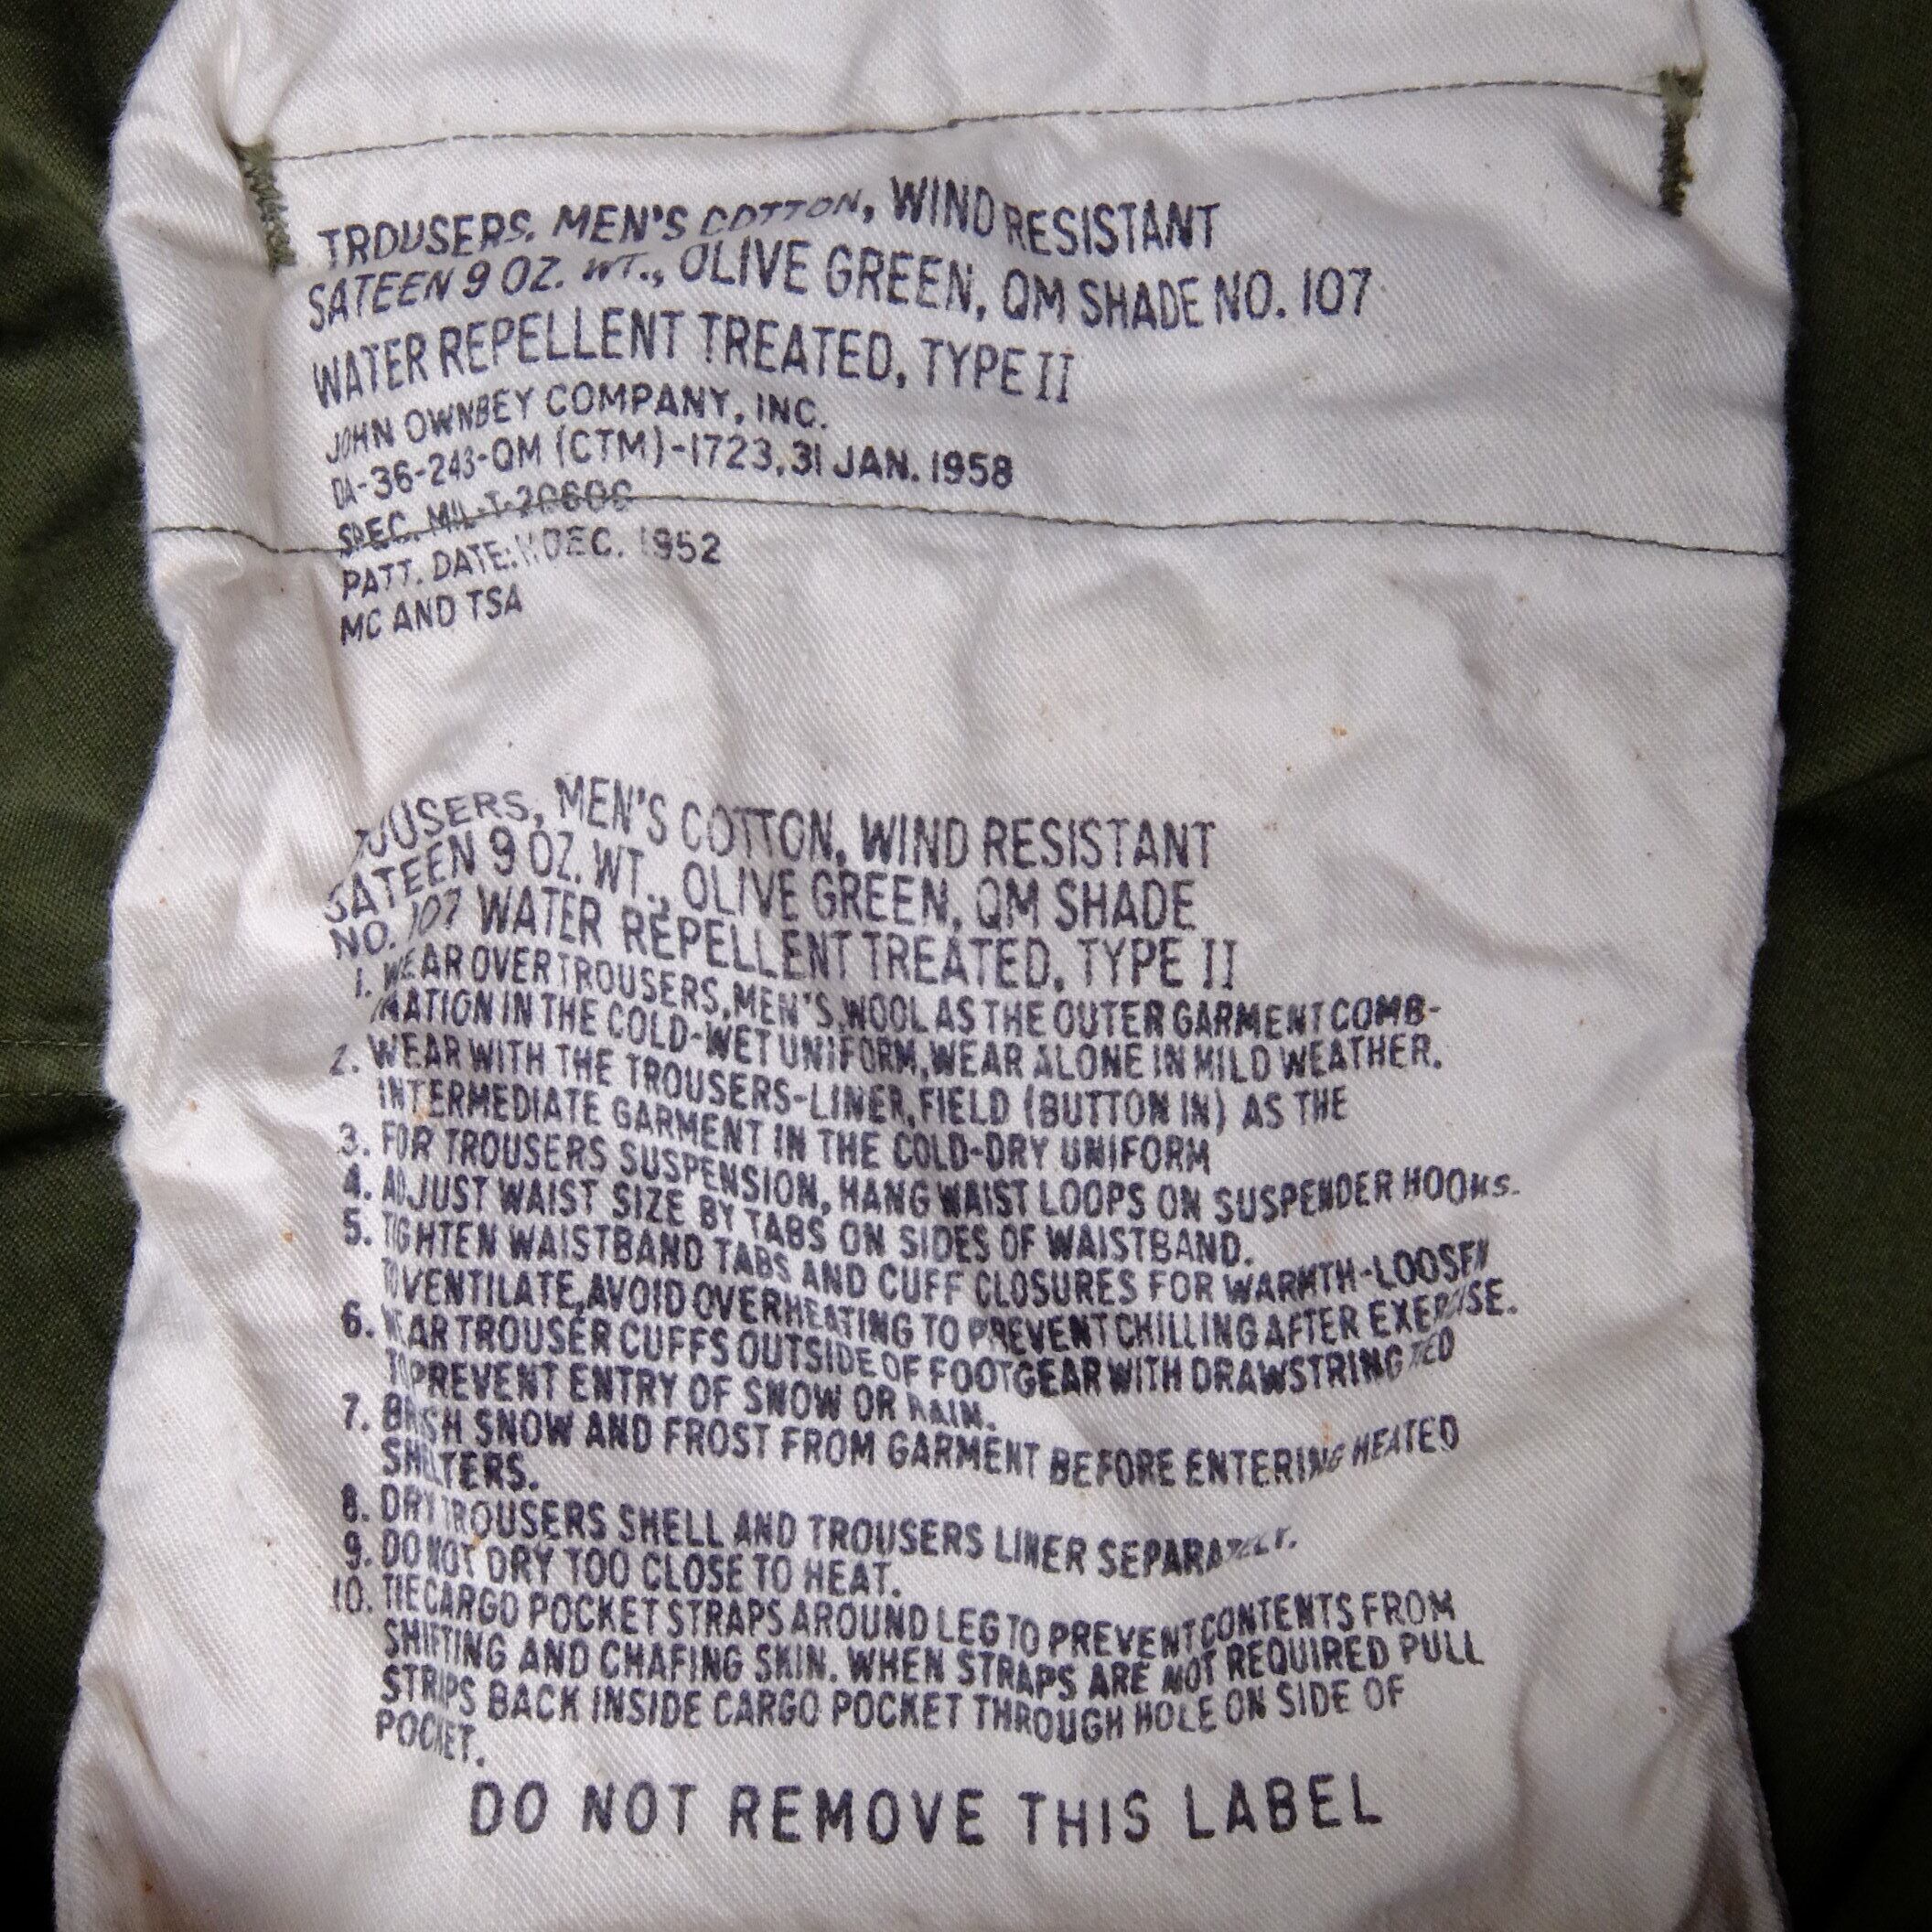 TROUSERS, MEN'S COTTON, WIND RESISTANT
SATEEN 9 OZ. WT., OLIVE GREEN, QM SHADE NO. 107
WATER REPELLENT TREATED, TYPE II
JOHN OWNBEY COMPANY, INC.
DA-36-243-QM (CTM)-1723, 31 JAN. 1958
SPEC. MIL-T-
PATT. DATE: DEC. 1952
MC AND TSA
TROUSERS, MEN'S COTTON, WIND RESISTANT
SATEEN 9 OZ. WT., OLIVE GREEN, QM SHADE
NO. 107 WATER REPELLENT TREATED, TYPE II
1. WEAR OVER TROUSERS, MEN'S, WOOL AS THE OUTER GARMENT COMB-
INATION IN THE COLD-WET UNIFORM, WEAR ALONE IN MILD WEATHER.
2. WEAR WITH THE TROUSERS-LINER, FIELD (BUTTON IN) AS THE
INTERMEDIATE GARMENT IN THE COLD-DRY UNIFORM
3. FOR TROUSERS SUSPENSION, HANG WAIST LOOPS ON SUSPENDER HOOKS.
4. ADJUST WAIST SIZE BY TABS ON SIDES OF WAISTBAND.
5. TIGHTEN WAISTBAND TABS AND CUFF CLOSURES FOR WARMTH-LOOSEN
TO VENTILATE, AVOID OVERHEATING TO PREVENT CHILLING AFTER EXERCISE.
6. WEAR TROUSER CUFFS OUTSIDE OF FOOTGEAR WITH DRAWSTRING TIED
TO PREVENT ENTRY OF SNOW OR RAIN.
7. BRUSH SNOW AND FROST FROM GARMENT BEFORE ENTERING HEATED
SHELTERS.
8. DRY TROUSERS SHELL AND TROUSERS LINER SEPARATELY.
9. DO NOT DRY TOO CLOSE TO HEAT.
10. TIE CARGO POCKET STRAPS AROUND LEG TO PREVENT CONTENTS FROM
SHIFTING AND CHAFING SKIN. WHEN STRAPS ARE NOT REQUIRED PULL
STRIPS BACK INSIDE CARGO POCKET THROUGH HOLE ON SIDE OF
POCKET.
DO NOT REMOVE THIS LABEL